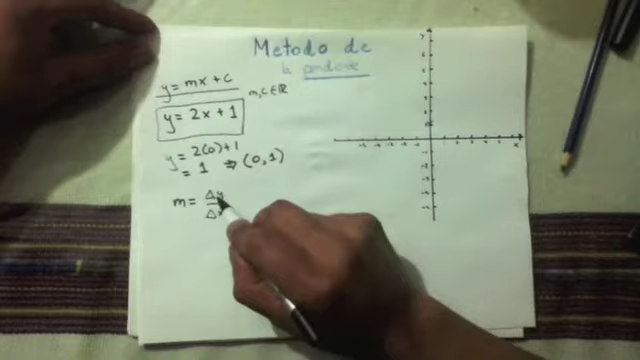 Metodo de
la pendiente
y = mx + c
m, c ∈ ℝ
y = 2x + 1
y = 2(0) + 1
= 1 ⇒ (0, 1)
m = Δy
Δ
y
x